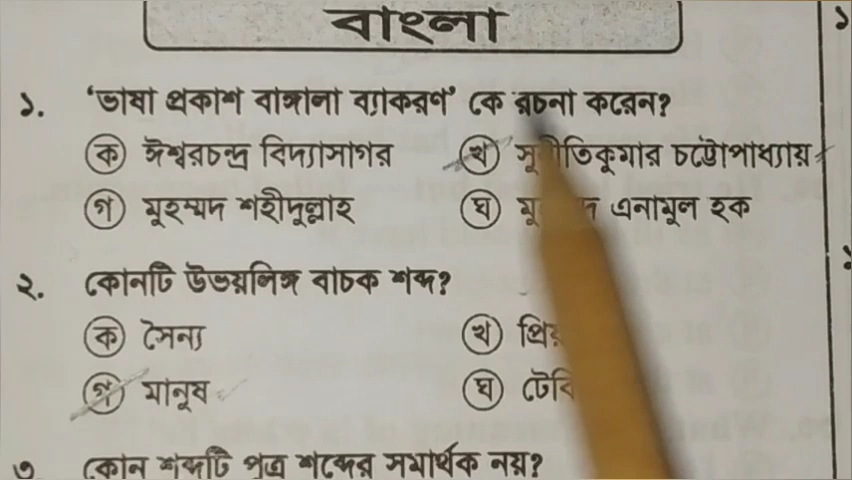 বাংলা
১. 'ভাষা প্রকাশ বাঙ্গালা ব্যাকরণ' কে রচনা করেন?
ক ঈশ্বরচন্দ্র বিদ্যাসাগর খ চট্টোপাধ্যায়
গ মুহম্মদ শহীদুল্লাহ ঘ এনামুল হক
২. কোনটি উভয়লিঙ্গ বাচক শব্দ?
ক সৈন্য খ
গ মানুষ ঘ
৩ কোন শব্দটি পুত্র শব্দের সমার্থক নয়?